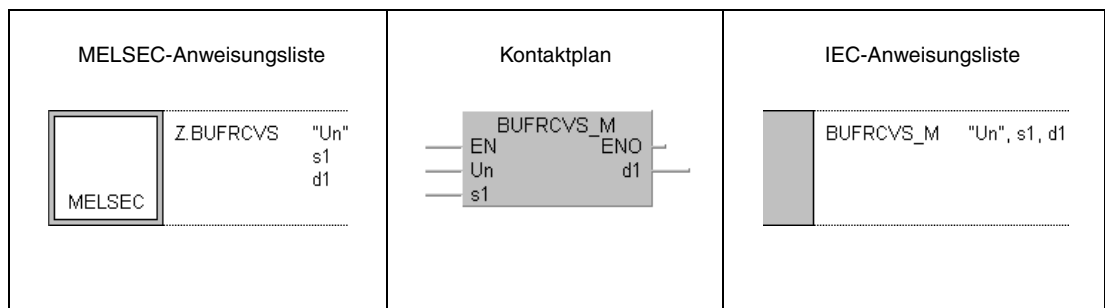 MELSEC-Anweisungsliste
MELSEC
Z.BUFRCVS "Un"
s1
d1
Kontaktplan
BUFRCVS_M
EN ENO
Un d1
s1
IEC-Anweisungsliste
BUFRCVS_M "Un", s1, d1